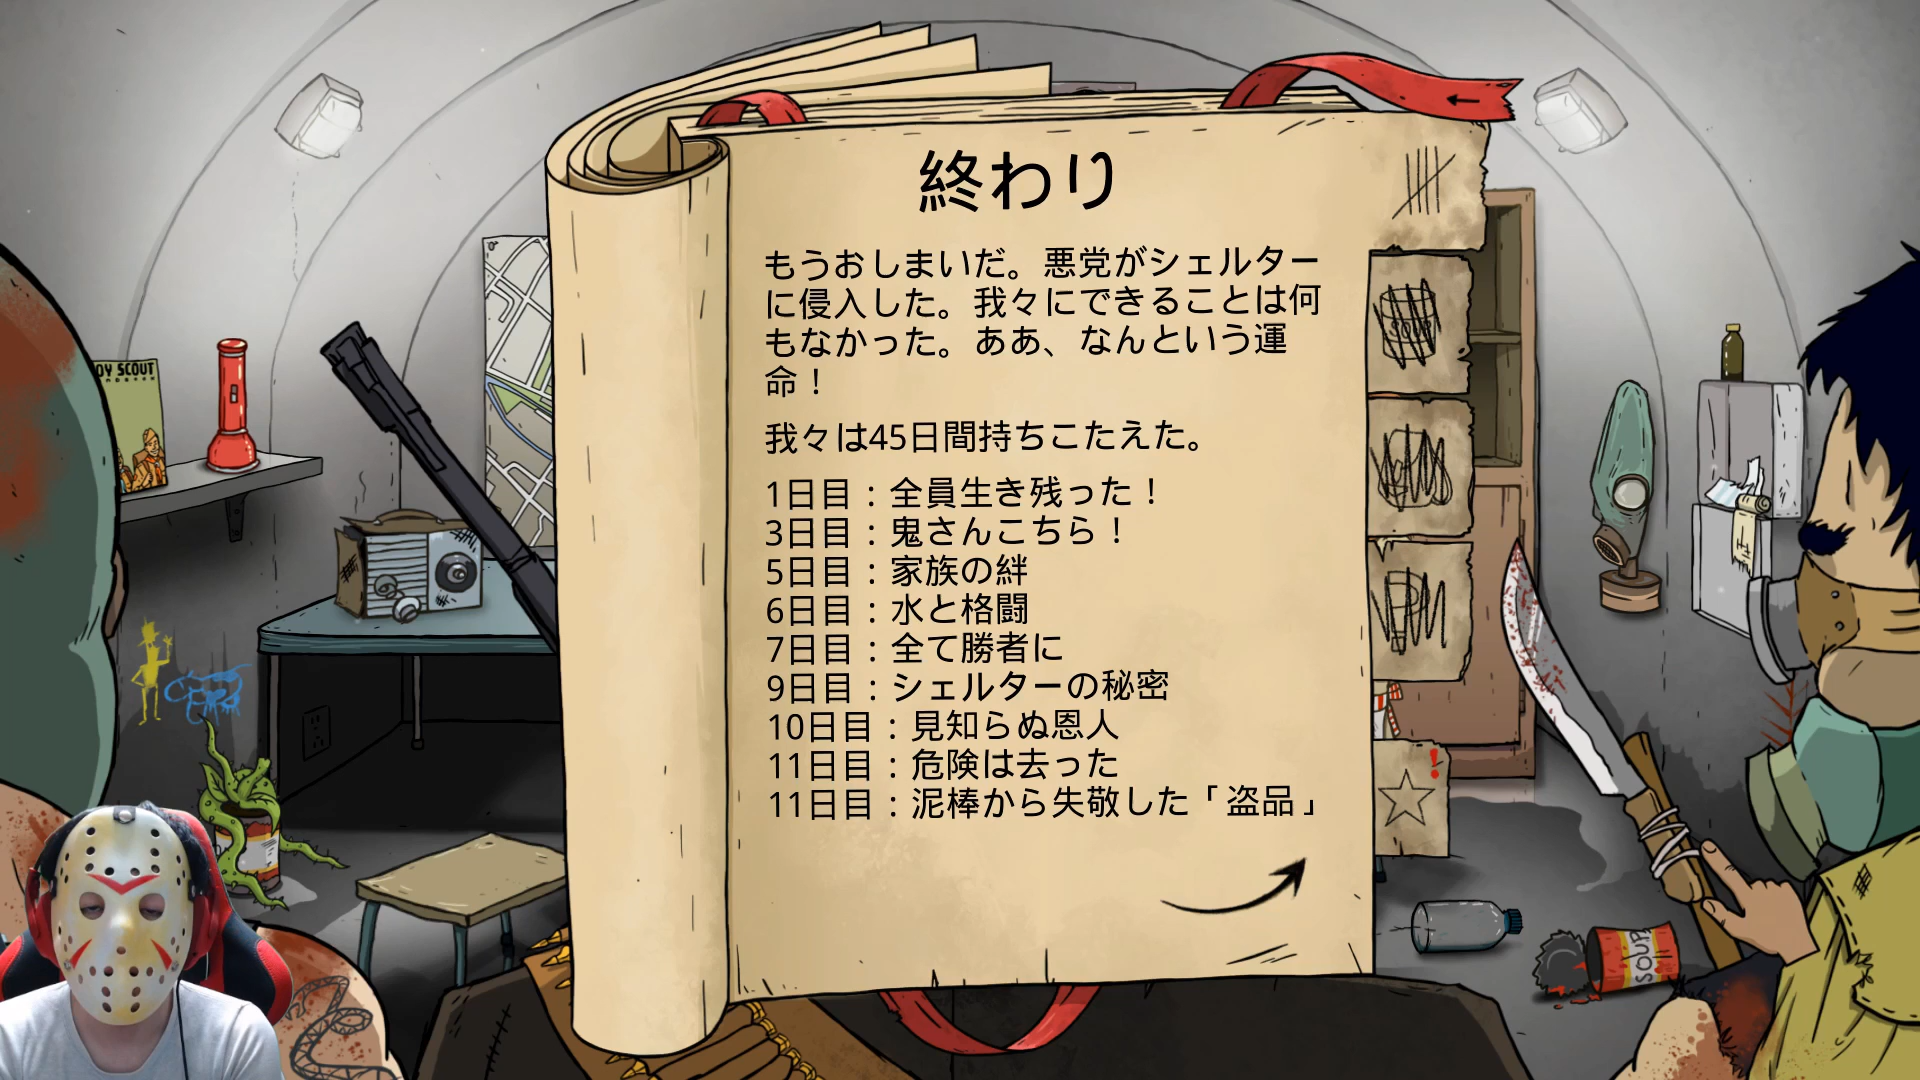 終わり
もうおしまいだ。悪党がシェルター
に侵入した。我々にできることは何
もなかった。ああ、なんという運
命！
我々は45日間持ちこたえた。
1日目：全員生き残った！
3日目：鬼さんこちら！
5日目：家族の絆
6日目：水と格闘
7日目：全て勝者に
9日目：シェルターの秘密
10日目：見知らぬ恩人
11日目：危険は去った
11日目：泥棒から失敬した「盗品」
OY SCOUT
SOUP